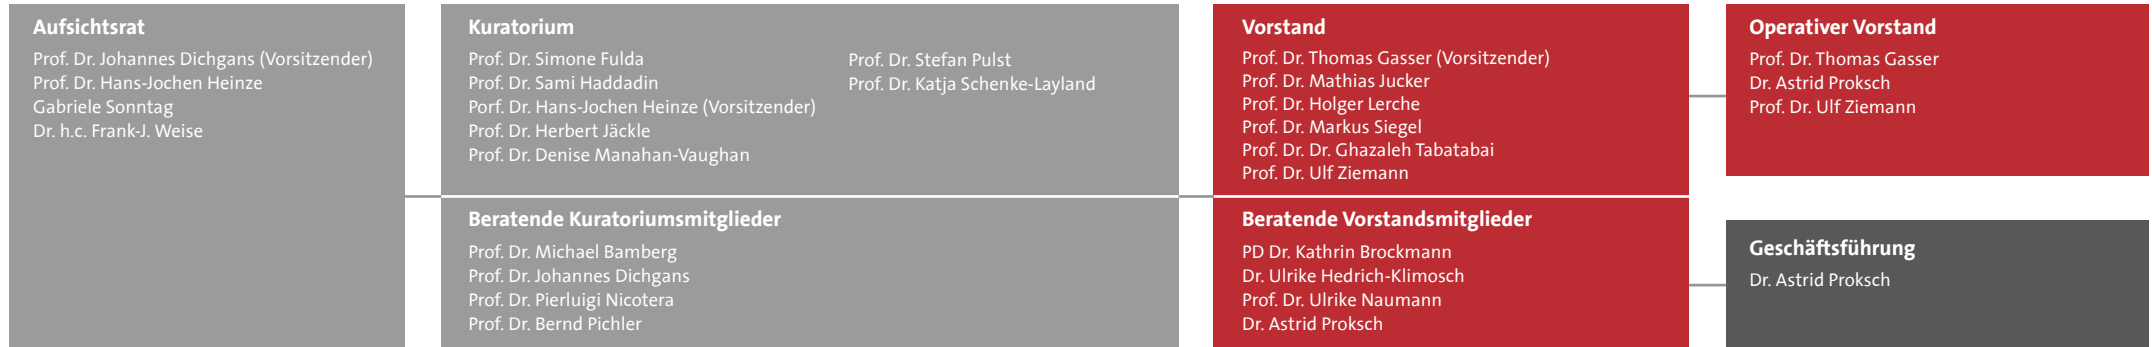 Aufsichtsrat
Prof. Dr. Johannes Dichgans (Vorsitzender)
Prof. Dr. Hans-Jochen Heinze
Gabriele Sonntag
Dr. h.c. Frank-J. Weise
Kuratorium
Prof. Dr. Simone Fulda
Prof. Dr. Sami Haddadin
Porf. Dr. Hans-Jochen Heinze (Vorsitzender)
Prof. Dr. Herbert Jäckle
Prof. Dr. Denise Manahan-Vaughan
Prof. Dr. Stefan Pulst
Prof. Dr. Katja Schenke-Layland
Beratende Kuratoriumsmitglieder
Prof. Dr. Michael Bamberg
Prof. Dr. Johannes Dichgans
Prof. Dr. Pierluigi Nicotera
Prof. Dr. Bernd Pichler
Vorstand
Prof. Dr. Thomas Gasser (Vorsitzender)
Prof. Dr. Mathias Jucker
Prof. Dr. Holger Lerche
Prof. Dr. Markus Siegel
Prof. Dr. Dr. Ghazaleh Tabatabai
Prof. Dr. Ulf Ziemann
Beratende Vorstandsmitglieder
PD Dr. Kathrin Brockmann
Dr. Ulrike Hedrich-Klimosch
Prof. Dr. Ulrike Naumann
Dr. Astrid Proksch
Operativer Vorstand
Prof. Dr. Thomas Gasser
Dr. Astrid Proksch
Prof. Dr. Ulf Ziemann
Geschäftsführung
Dr. Astrid Proksch